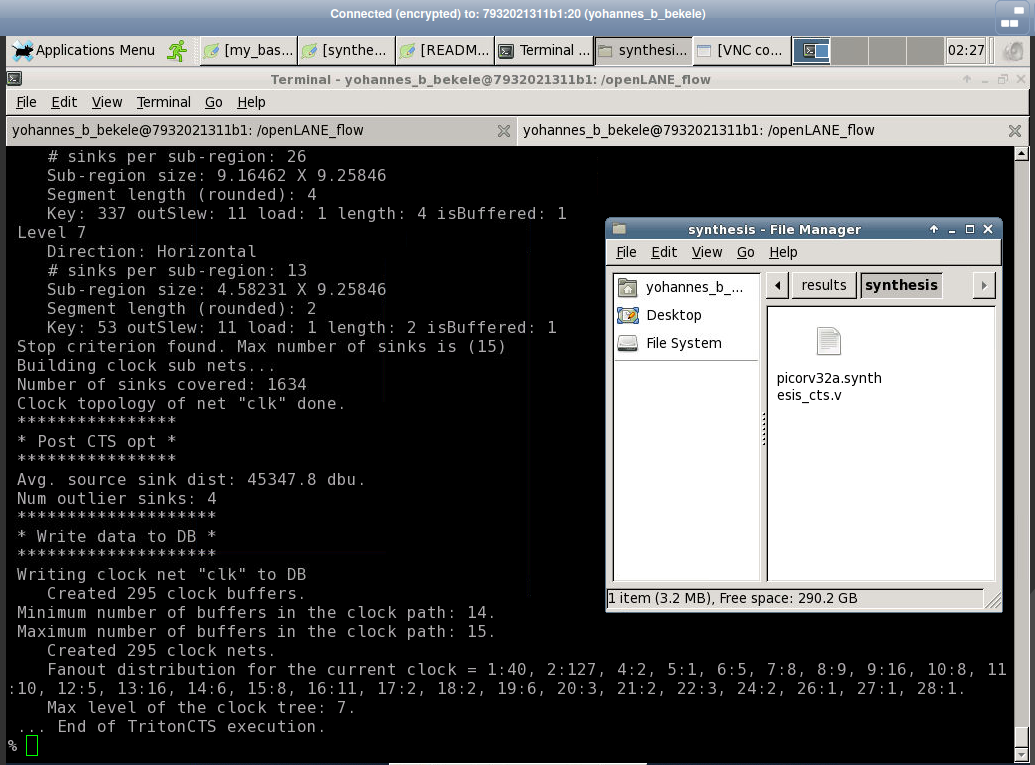 Connected (encrypted) to: 7932021311b1:20 (yohannes_b_bekele)
Applications Menu
[my_bas...
[synthe...
[READM...
Terminal ...
synthesi...
[VNC co...
02:27
Terminal - yohannes_b_bekele@7932021311b1: /openLANE_flow
File Edit View Terminal Go Help
yohannes_b_bekele@7932021311b1: /openLANE_flow
yohannes_b_bekele@7932021311b1: /openLANE_flow
# sinks per sub-region: 26
Sub-region size: 9.16462 X 9.25846
Segment length (rounded): 4
Key: 337 outSlew: 11 load: 1 length: 4 isBuffered: 1
Level 7
Direction: Horizontal
# sinks per sub-region: 13
Sub-region size: 4.58231 X 9.25846
Segment length (rounded): 2
Key: 53 outSlew: 11 load: 1 length: 2 isBuffered: 1
Stop criterion found. Max number of sinks is (15)
Building clock sub nets...
Number of sinks covered: 1634
Clock topology of net "clk" done.
****************
* Post CTS opt *
****************
Avg. source sink dist: 45347.8 dbu.
Num outlier sinks: 4
********************
* Write data to DB *
********************
Writing clock net "clk" to DB
Created 295 clock buffers.
Minimum number of buffers in the clock path: 14.
Maximum number of buffers in the clock path: 15.
Created 295 clock nets.
Fanout distribution for the current clock = 1:40, 2:127, 4:2, 5:1, 6:5, 7:8, 8:9, 9:16, 10:8, 11
:10, 12:5, 13:16, 14:6, 15:8, 16:11, 17:2, 18:2, 19:6, 20:3, 21:2, 22:3, 24:2, 26:1, 27:1, 28:1.
Max level of the clock tree: 7.
... End of TritonCTS execution.
%
synthesis - File Manager
File Edit View Go Help
yohannes_b_...
Desktop
File System
results
synthesis
picorv32a.synth
esis_cts.v
1 item (3.2 MB), Free space: 290.2 GB